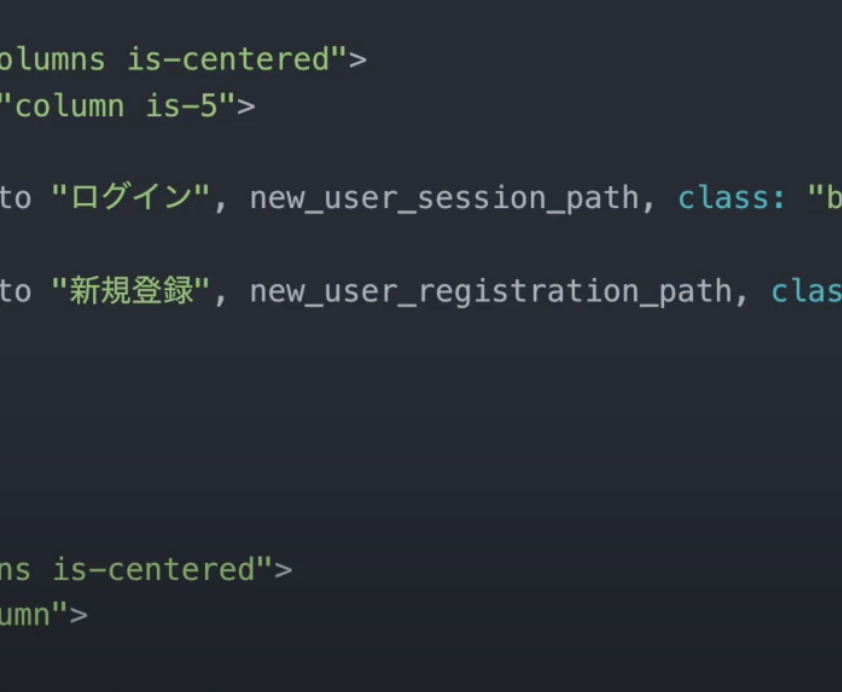 olumns is-centered">
"column is-5">
to "ログイン", new_user_session_path, class: "b
to "新規登録", new_user_registration_path, clas
ns is-centered">
umn">